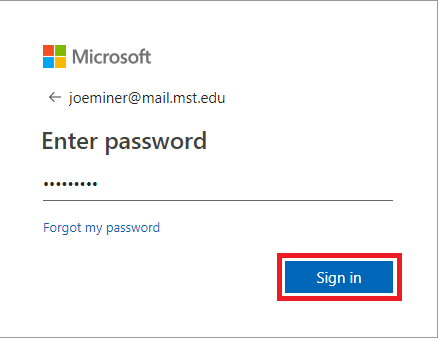 Microsoft
← joeminer@mail.mst.edu
Enter password
•••••••••
Forgot my password
Sign in